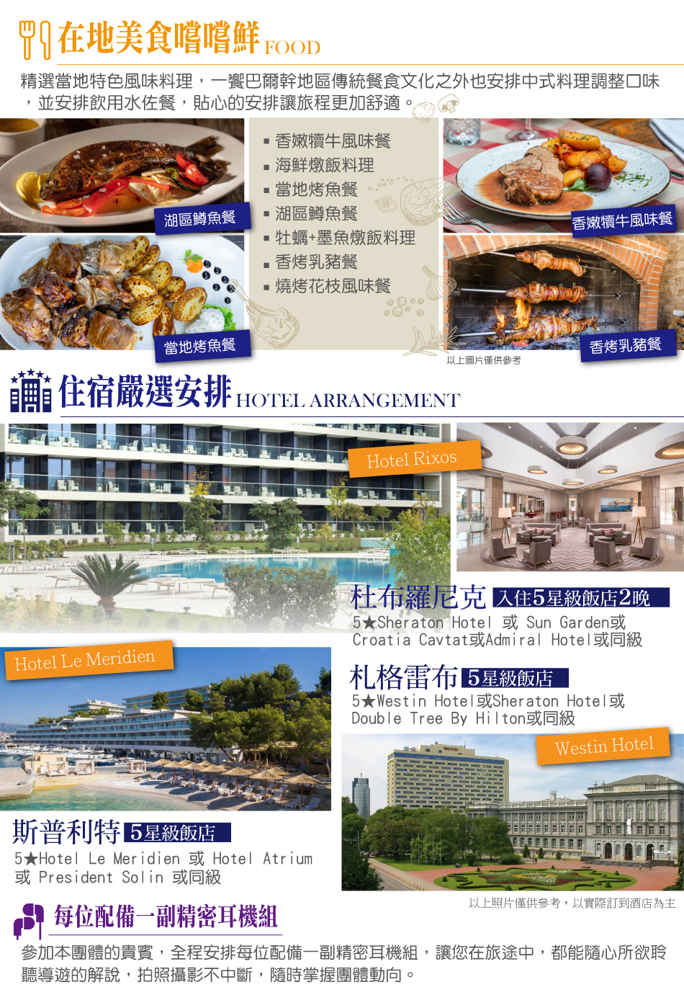 在地美食嚐嚐鮮 FOOD
精選當地特色風味料理，一饗巴爾幹地區傳統餐食文化之外也安排中式料理調整口味
，並安排飲用水佐餐，貼心的安排讓旅程更加舒適。
▪ 香嫩犢牛風味餐
▪ 海鮮燉飯料理
▪ 當地烤魚餐
▪ 湖區鱒魚餐
▪ 牡蠣+墨魚燉飯料理
▪ 香烤乳豬餐
▪ 燒烤花枝風味餐
湖區鱒魚餐
香嫩犢牛風味餐
當地烤魚餐
香烤乳豬餐
以上圖片僅供參考
住宿嚴選安排 HOTEL ARRANGEMENT
Hotel Rixos
杜布羅尼克 入住5星級飯店2晚
5★Sheraton Hotel 或 Sun Garden或
Croatia Cavtat或Admiral Hotel或同級
Hotel Le Meridien
札格雷布 5星級飯店
5★Westin Hotel或Sheraton Hotel或
Double Tree By Hilton或同級
Westin Hotel
WESTIN
斯普利特 5星級飯店
5★Hotel Le Meridien 或 Hotel Atrium
或 President Solin 或同級
以上照片僅供參考，以實際訂到酒店為主
每位配備一副精密耳機組
參加本團體的貴賓，全程安排每位配備一副精密耳機組，讓您在旅途中，都能隨心所欲聆
聽導遊的解說，拍照攝影不中斷，隨時掌握團體動向。